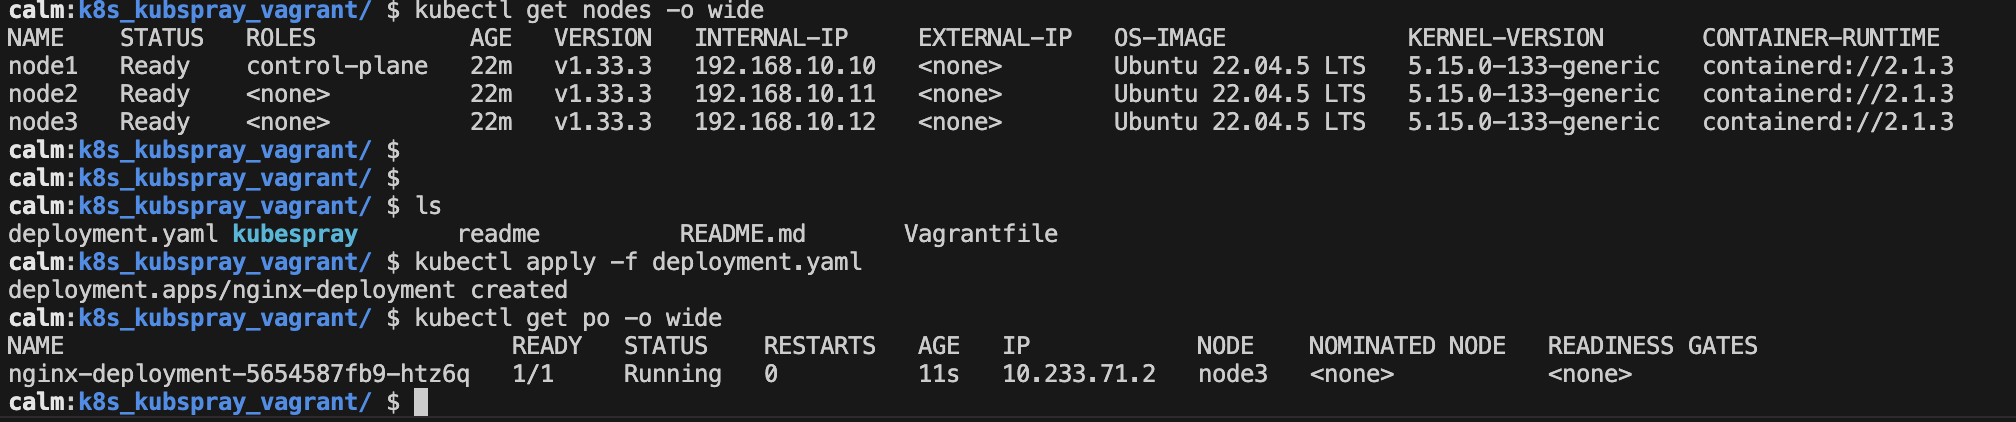 calm:k8s_kubspray_vagrant/ $ kubectl get nodes -o wide
NAME    STATUS   ROLES           AGE   VERSION   INTERNAL-IP     EXTERNAL-IP   OS-IMAGE             KERNEL-VERSION       CONTAINER-RUNTIME
node1   Ready    control-plane   22m   v1.33.3   192.168.10.10   <none>        Ubuntu 22.04.5 LTS   5.15.0-133-generic   containerd://2.1.3
node2   Ready    <none>          22m   v1.33.3   192.168.10.11   <none>        Ubuntu 22.04.5 LTS   5.15.0-133-generic   containerd://2.1.3
node3   Ready    <none>          22m   v1.33.3   192.168.10.12   <none>        Ubuntu 22.04.5 LTS   5.15.0-133-generic   containerd://2.1.3
calm:k8s_kubspray_vagrant/ $
calm:k8s_kubspray_vagrant/ $
calm:k8s_kubspray_vagrant/ $ ls
deployment.yaml kubespray       readme          README.md       Vagrantfile
calm:k8s_kubspray_vagrant/ $ kubectl apply -f deployment.yaml
deployment.apps/nginx-deployment created
calm:k8s_kubspray_vagrant/ $ kubectl get po -o wide
NAME                                READY   STATUS    RESTARTS   AGE   IP            NODE    NOMINATED NODE   READINESS GATES
nginx-deployment-5654587fb9-htz6q   1/1     Running   0          11s   10.233.71.2   node3   <none>           <none>
calm:k8s_kubspray_vagrant/ $